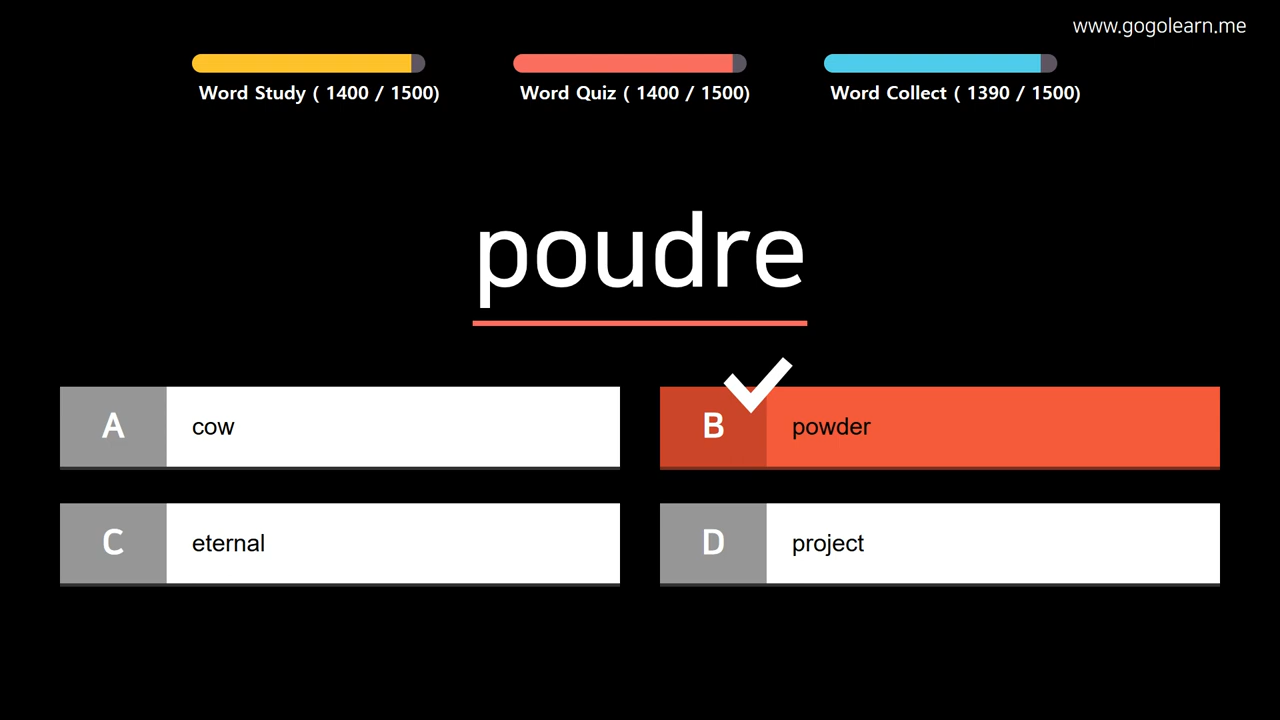 www.gogolearn.me
Word Study ( 1400 / 1500)
Word Quiz ( 1400 / 1500)
Word Collect ( 1390 / 1500)
poudre
A cow
B powder
C eternal
D project